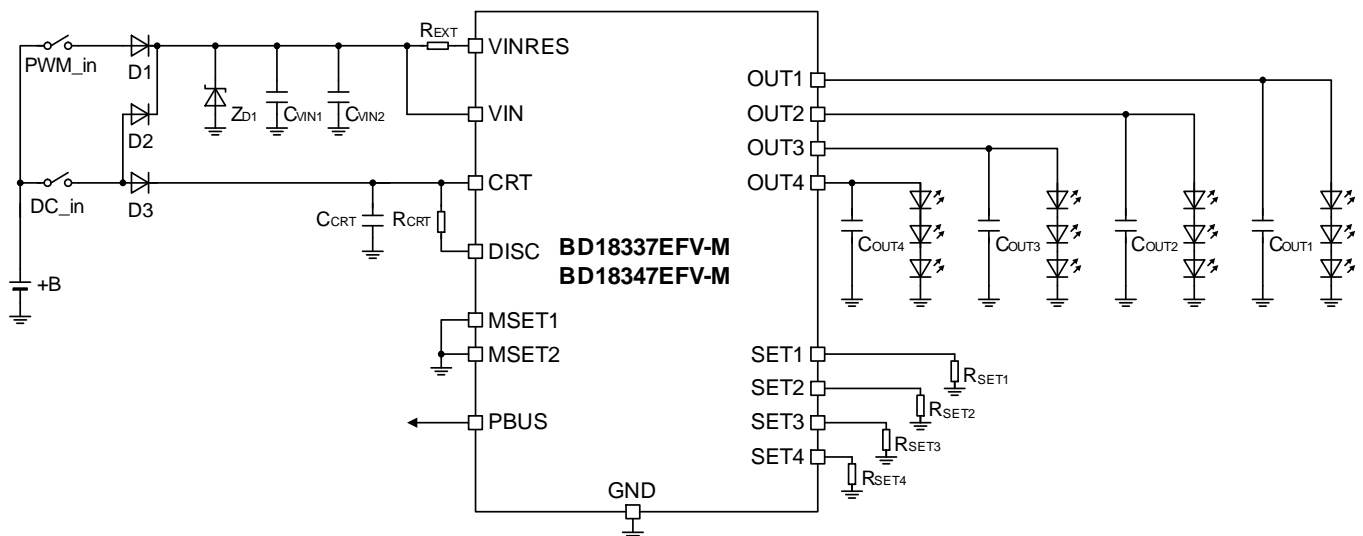 REXT
VINRES
PWM_in
D1
OUT1
ZD1
CVIN1
CVIN2
VIN
OUT2
D2
OUT3
CRT
OUT4
DC_in
D3
CCRT
RCRT
COUT4
COUT3
COUT2
COUT1
DISC
BD18337EFV-M
BD18347EFV-M
+B
MSET1
MSET2
SET1
RSET1
SET2
RSET2
PBUS
SET3
RSET3
SET4
RSET4
GND